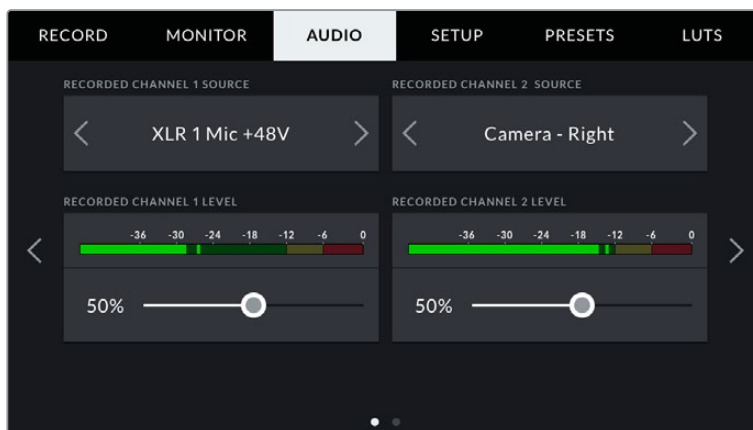 RECORD MONITOR AUDIO SETUP PRESETS LUTS
RECORDED CHANNEL 1 SOURCE RECORDED CHANNEL 2 SOURCE
XLR 1 Mic +48V Camera - Right
RECORDED CHANNEL 1 LEVEL RECORDED CHANNEL 2 LEVEL
-36 -30 -24 -18 -12 -6 0 -36 -30 -24 -18 -12 -6 0
50% 50%